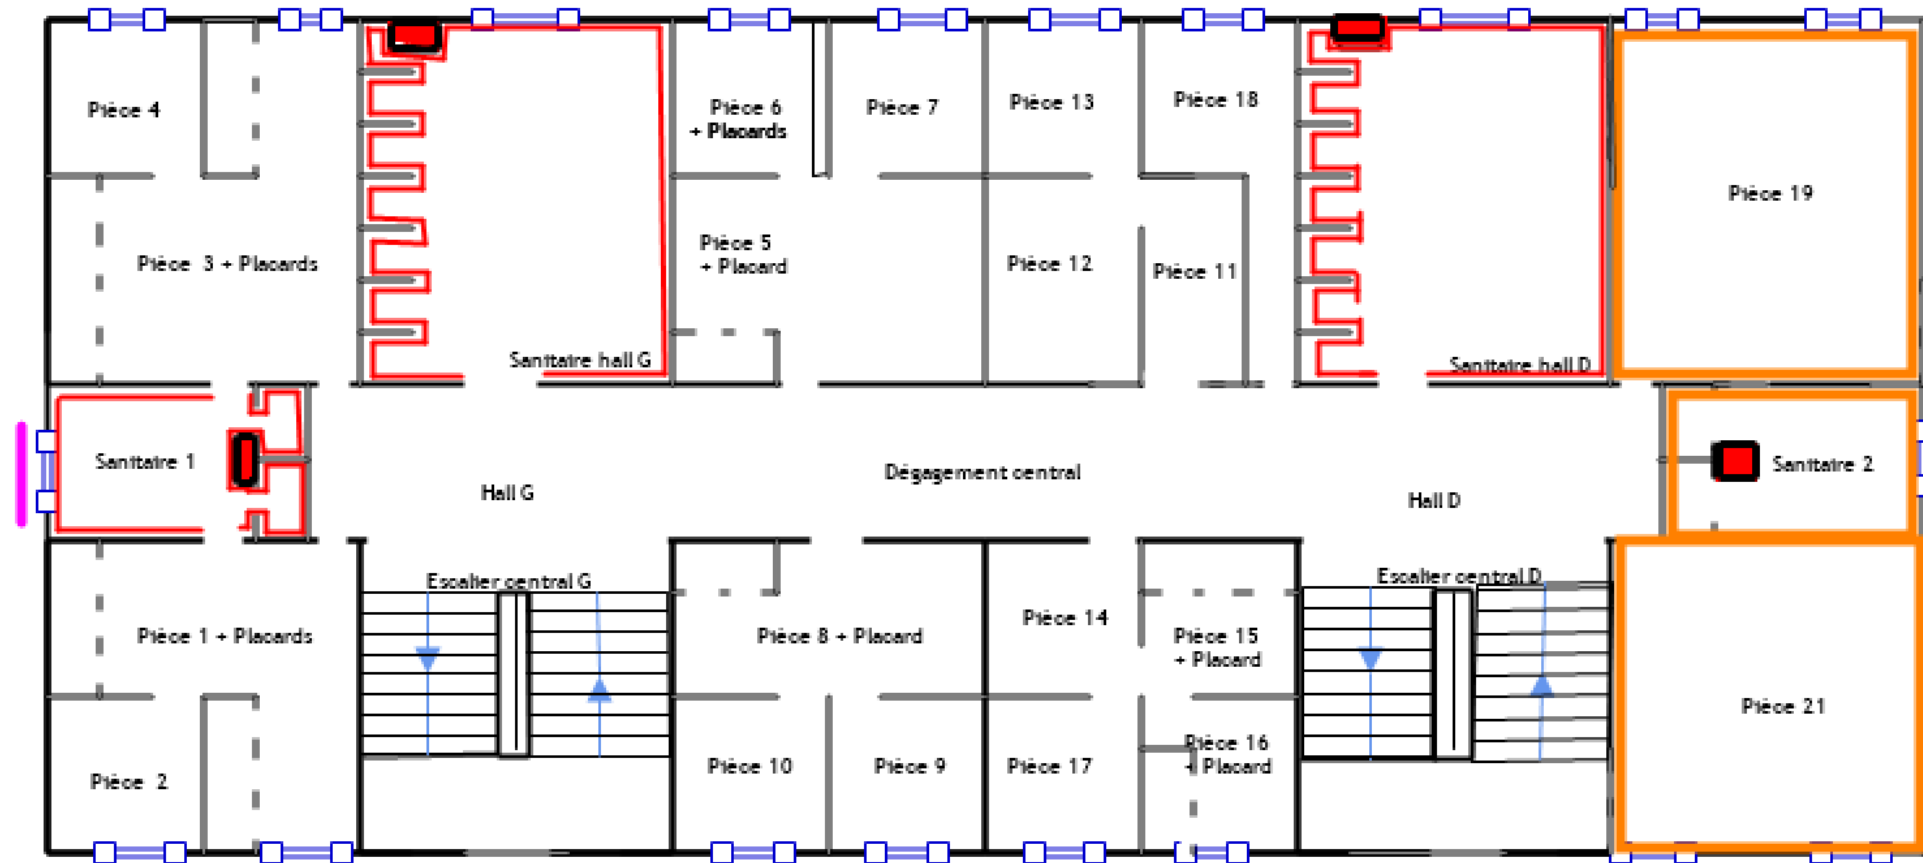 Pièce 4
Pièce 6
+ Placards
Pièce 7
Pièce 13
Pièce 18
Pièce 19
Pièce 3 + Placards
Pièce 5
+ Placard
Pièce 12
Pièce 11
Sanitaire hall G
Sanitaire hall D
Sanitaire 1
Hall G
Dégagement central
Hall D
Sanitaire 2
Escalier central G
Escalier central D
Pièce 1 + Placards
Pièce 8 + Placard
Pièce 14
Pièce 15
+ Placard
Pièce 21
Pièce 2
Pièce 10
Pièce 9
Pièce 17
Pièce 16
+ Placard